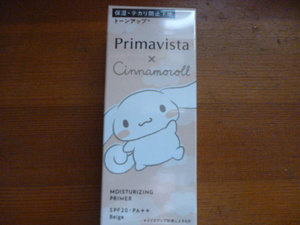 保湿・テカリ防止下地
トーンアップ
Primavista
×
Cinnamoroll
MOISTURIZING
PRIMER
SPF20・PA++
Beige